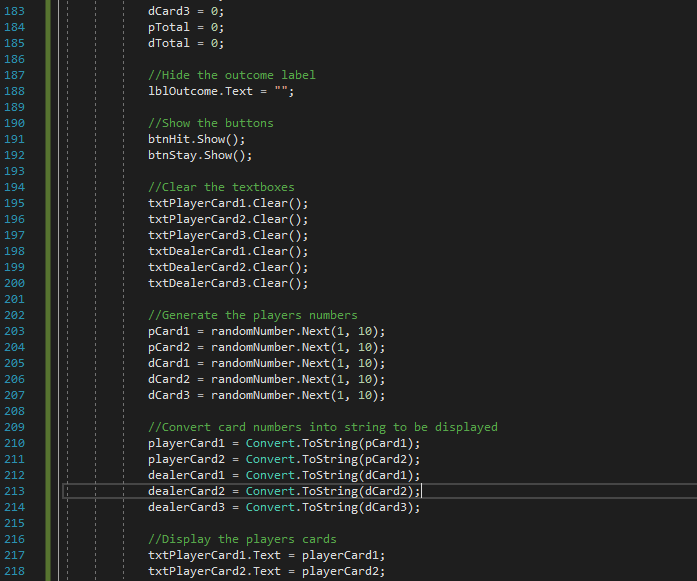 183 dCard3 = 0;
184 pTotal = 0;
185 dTotal = 0;
186
187 //Hide the outcome label
188 lblOutcome.Text = "";
189
190 //Show the buttons
191 btnHit.Show();
192 btnStay.Show();
193
194 //Clear the textboxes
195 txtPlayerCard1.Clear();
196 txtPlayerCard2.Clear();
197 txtPlayerCard3.Clear();
198 txtDealerCard1.Clear();
199 txtDealerCard2.Clear();
200 txtDealerCard3.Clear();
201
202 //Generate the players numbers
203 pCard1 = randomNumber.Next(1, 10);
204 pCard2 = randomNumber.Next(1, 10);
205 dCard1 = randomNumber.Next(1, 10);
206 dCard2 = randomNumber.Next(1, 10);
207 dCard3 = randomNumber.Next(1, 10);
208
209 //Convert card numbers into string to be displayed
210 playerCard1 = Convert.ToString(pCard1);
211 playerCard2 = Convert.ToString(pCard2);
212 dealerCard1 = Convert.ToString(dCard1);
213 dealerCard2 = Convert.ToString(dCard2);
214 dealerCard3 = Convert.ToString(dCard3);
215
216 //Display the players cards
217 txtPlayerCard1.Text = playerCard1;
218 txtPlayerCard2.Text = playerCard2;